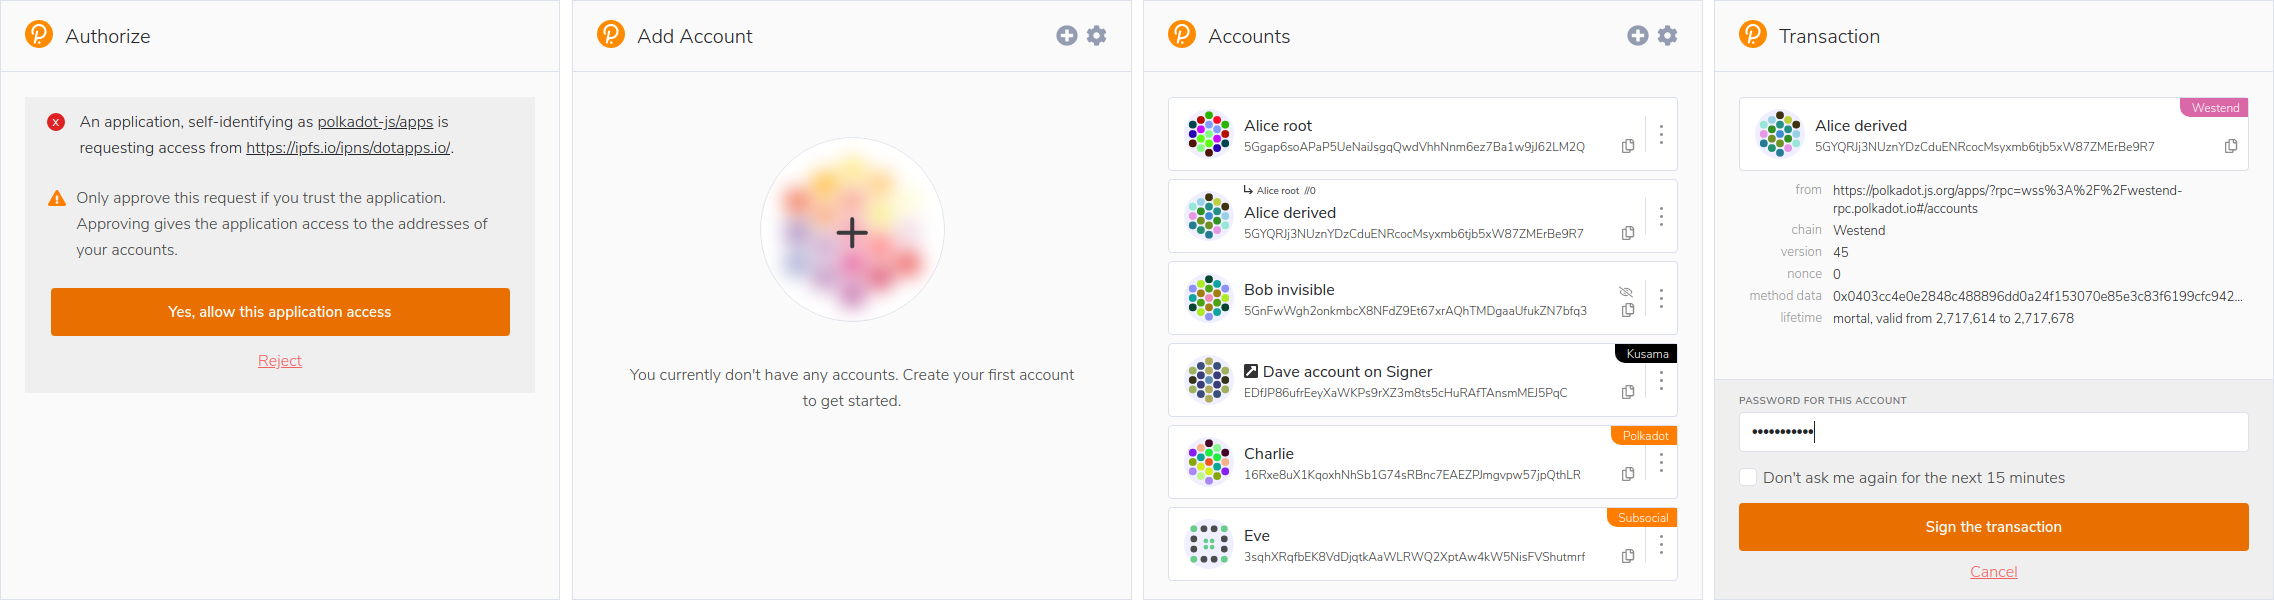 Authorize
An application, self-identifying as polkadot-js/apps is
requesting access from https://ipfs.io/ipns/dotapps.io/.
Only approve this request if you trust the application.
Approving gives the application access to the addresses of
your accounts.
Yes, allow this application access
Reject
Add Account
You currently don't have any accounts. Create your first account
to get started.
Accounts
Alice root
5Ggap6soAPaP5UeNaiJsgqQwdVhhNnm6ez7Ba1w9jJ62LM2Q
Alice root //0
Alice derived
5GYQRJj3NUznYDzCduENRcocMsyxmb6tjb5xW87ZMErBe9R7
Bob invisible
5GnFwWgh2onkmbcX8NFdZ9Et67xrAQhTMDgaaUfukZN7bfq3
Kusama
Dave account on Signer
EDfJP86ufrEeyXaWKPs9rXZ3m8ts5cHuRAfTAnsmMEJ5PqC
Polkadot
Charlie
16Rxe8uX1KqoxhNhSb1G74sRBnc7EAEZPJmgvpw57jpQthLR
Subsocial
Eve
3sqhXRqfbEK8VdDjqtkAaWLRWQ2XptAw4kW5NisFVShutmrf
Transaction
Westend
Alice derived
5GYQRJj3NUznYDzCduENRcocMsyxmb6tjb5xW87ZMErBe9R7
from https://polkadot.js.org/apps/?rpc=wss%3A%2F%2Fwestend-
rpc.polkadot.io#/accounts
chain Westend
version 45
nonce 0
method data 0x0403cc4e0e2848c488896dd0a24f153070e85e3c83f6199cfc942...
lifetime mortal, valid from 2,717,614 to 2,717,678
PASSWORD FOR THIS ACCOUNT
•••••••••••
Don't ask me again for the next 15 minutes
Sign the transaction
Cancel